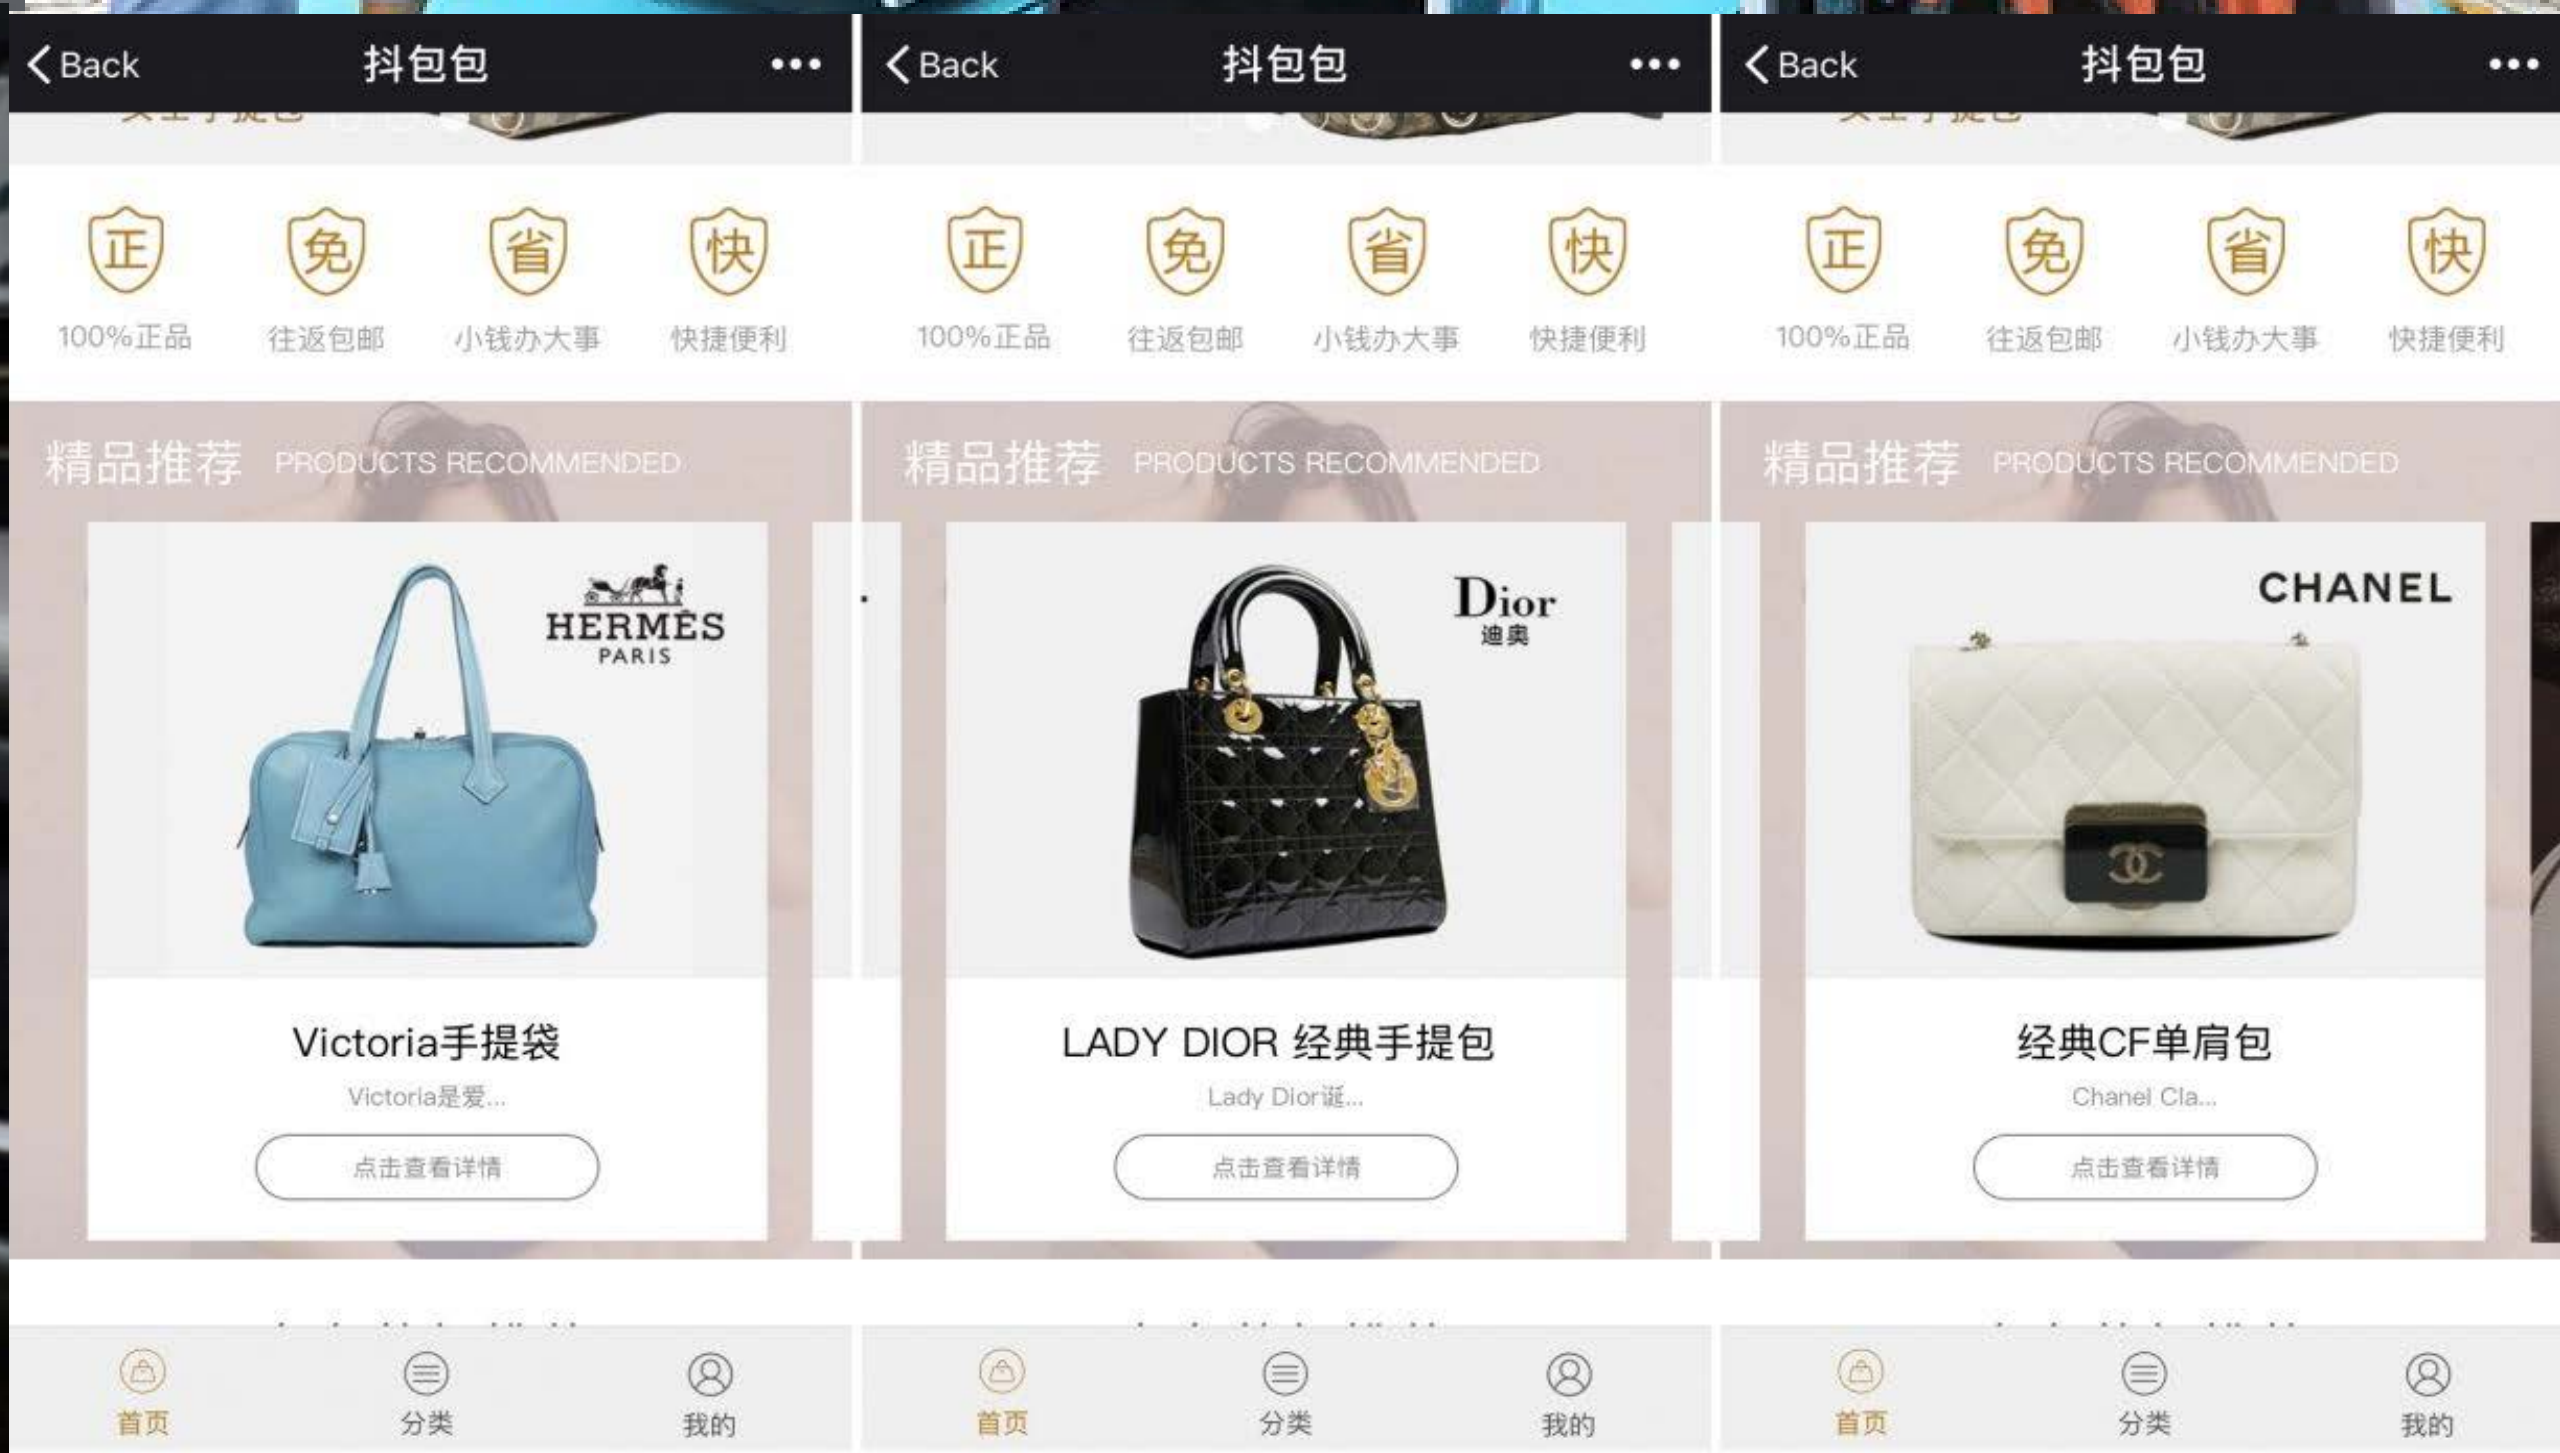 Back 抖包包
正 免 省 快
100%正品 往返包邮 小钱办大事 快捷便利
精品推荐 PRODUCTS RECOMMENDED
HERMÈS
PARIS
Victoria手提袋
Victoria是爱...
点击查看详情
首页 分类 我的
Back 抖包包
正 免 省 快
100%正品 往返包邮 小钱办大事 快捷便利
精品推荐 PRODUCTS RECOMMENDED
Dior
迪奥
LADY DIOR 经典手提包
Lady Dior诞...
点击查看详情
首页 分类 我的
Back 抖包包
正 免 省 快
100%正品 往返包邮 小钱办大事 快捷便利
精品推荐 PRODUCTS RECOMMENDED
CHANEL
经典CF单肩包
Chanel Cla...
点击查看详情
首页 分类 我的